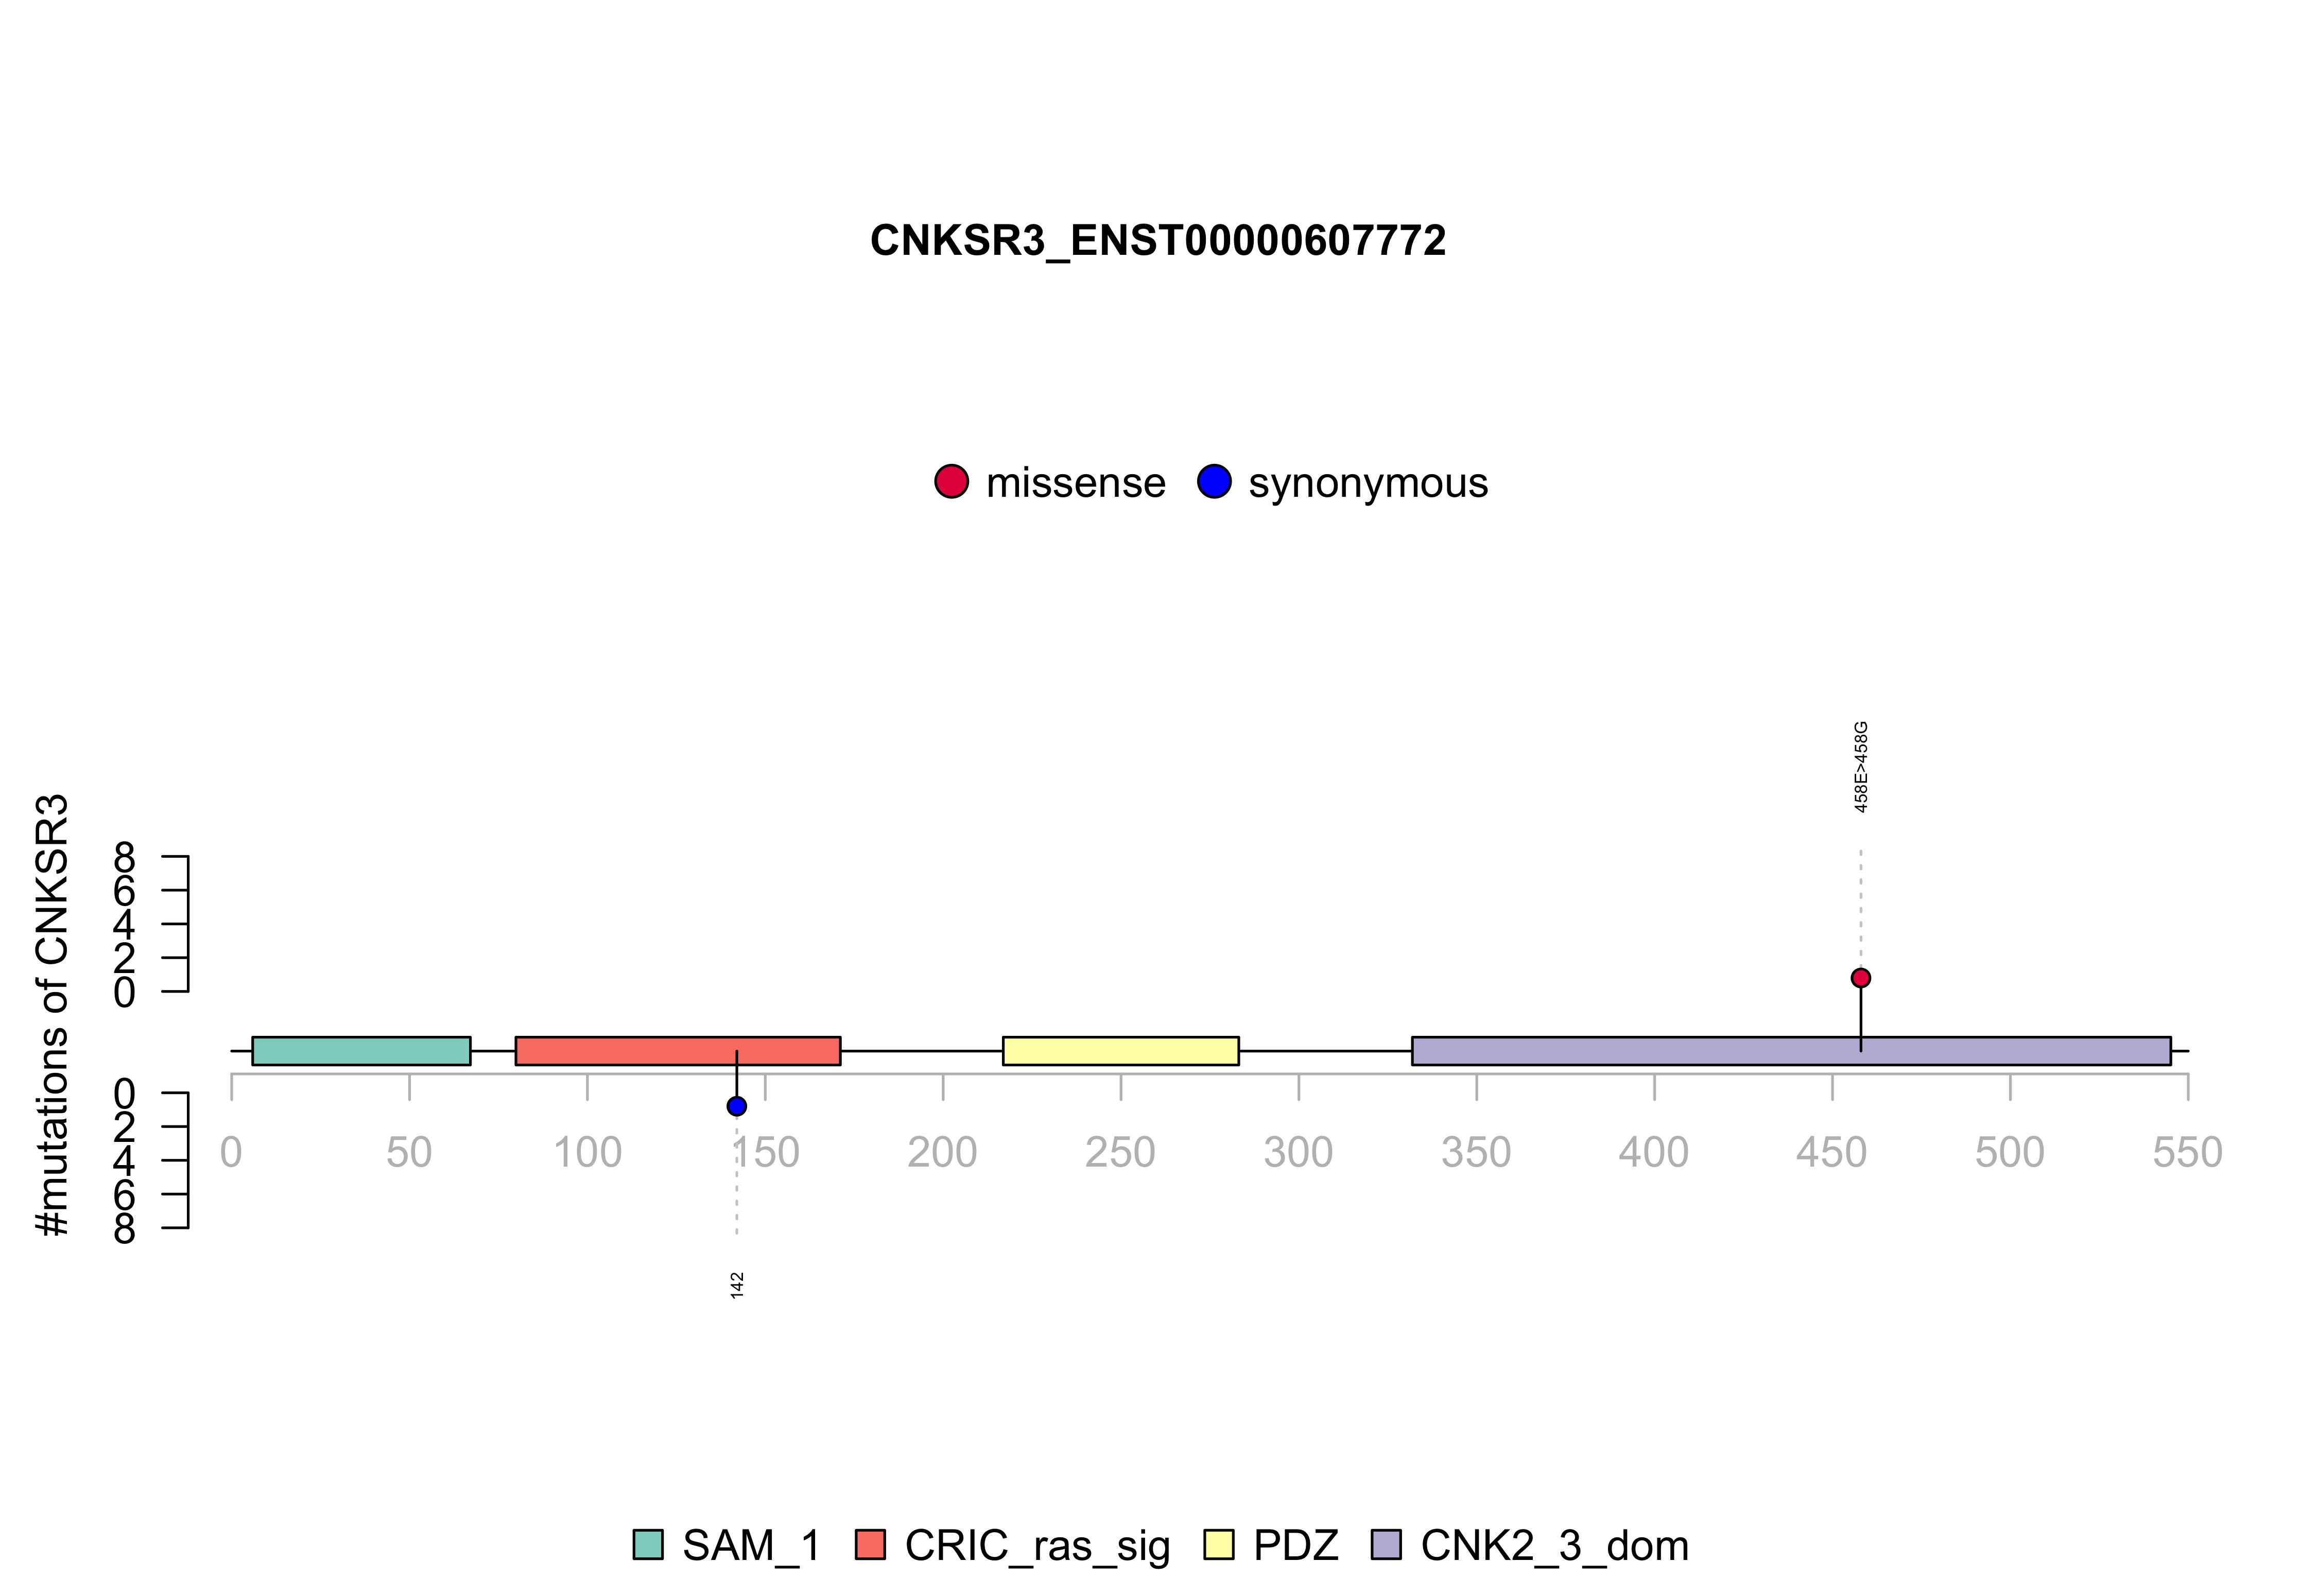 CNKSR3_ENST00000607772
missense synonymous
458E>458G
#mutations of CNKSR3
8
6
4
2
0
0
2
4
6
8
0 50 100 150 200 250 300 350 400 450 500 550
142
SAM_1 CRIC_ras_sig PDZ CNK2_3_dom